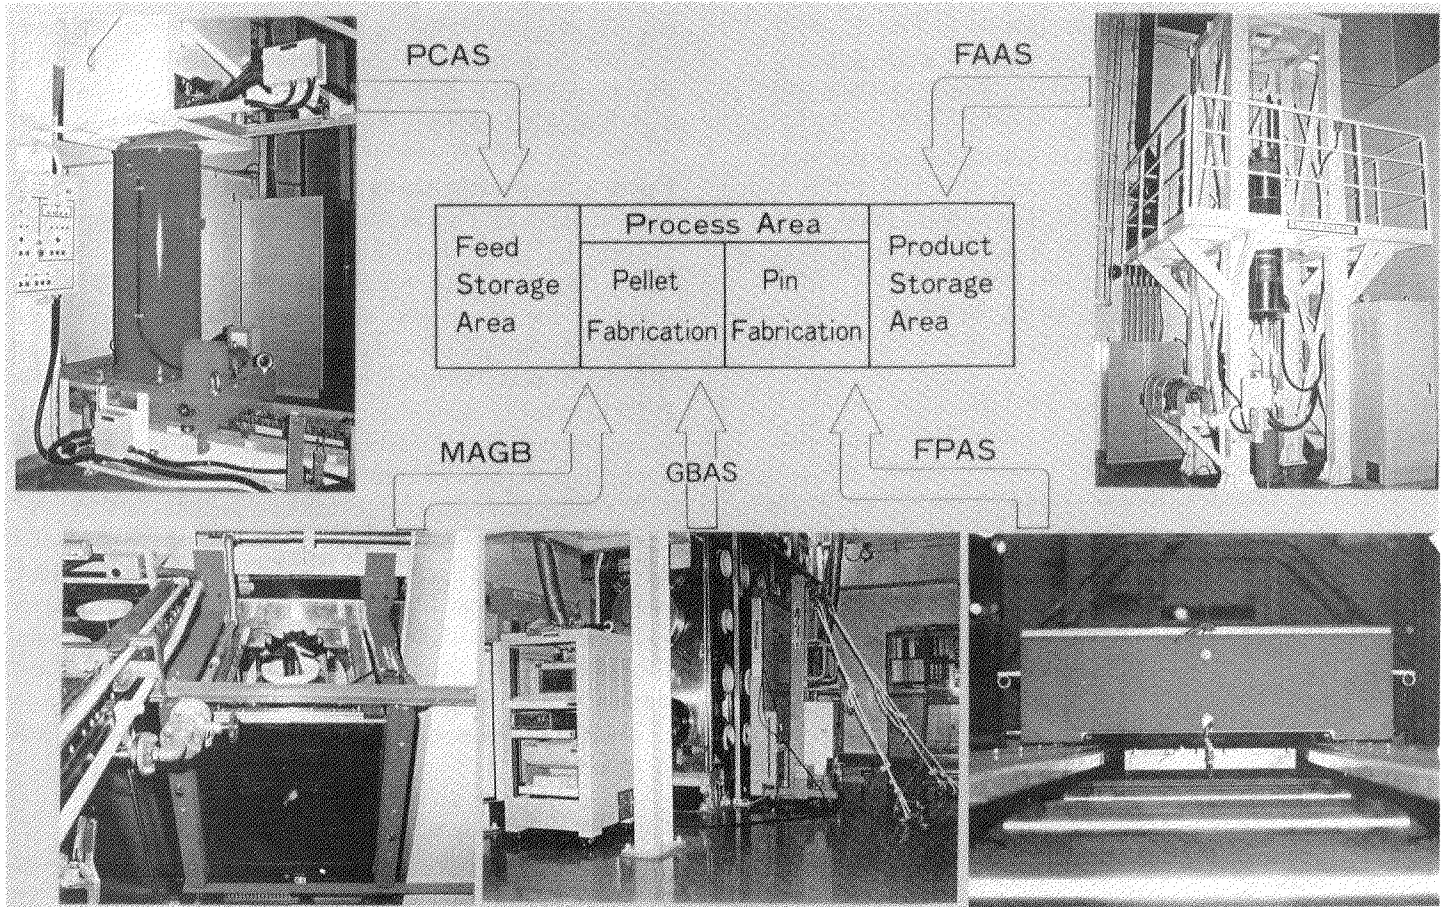 PCAS
FAAS
Process Area
Feed
Storage
Area
Pellet
Fabrication
Pin
Fabrication
Product
Storage
Area
MAGB
GBAS
FPAS